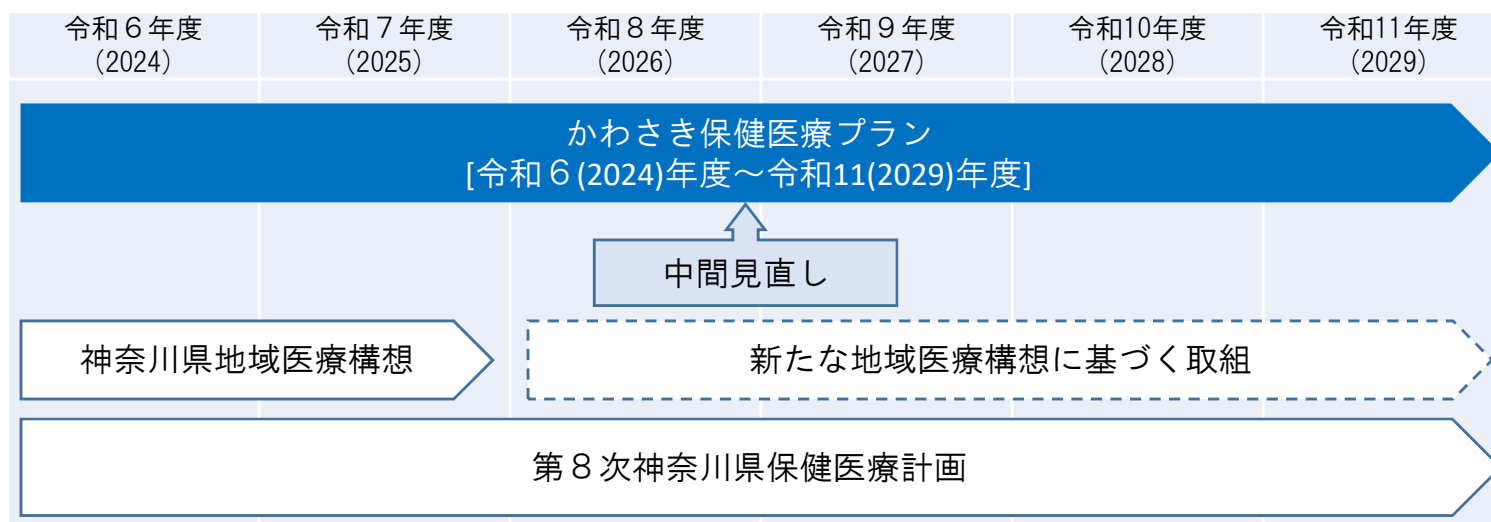 令和６年度
（2024）
令和７年度
（2025）
令和８年度
（2026）
令和９年度
（2027）
令和10年度
（2028）
令和11年度
（2029）
かわさき保健医療プラン
[令和６(2024)年度～令和11(2029)年度]
中間見直し
神奈川県地域医療構想
新たな地域医療構想に基づく取組
第８次神奈川県保健医療計画